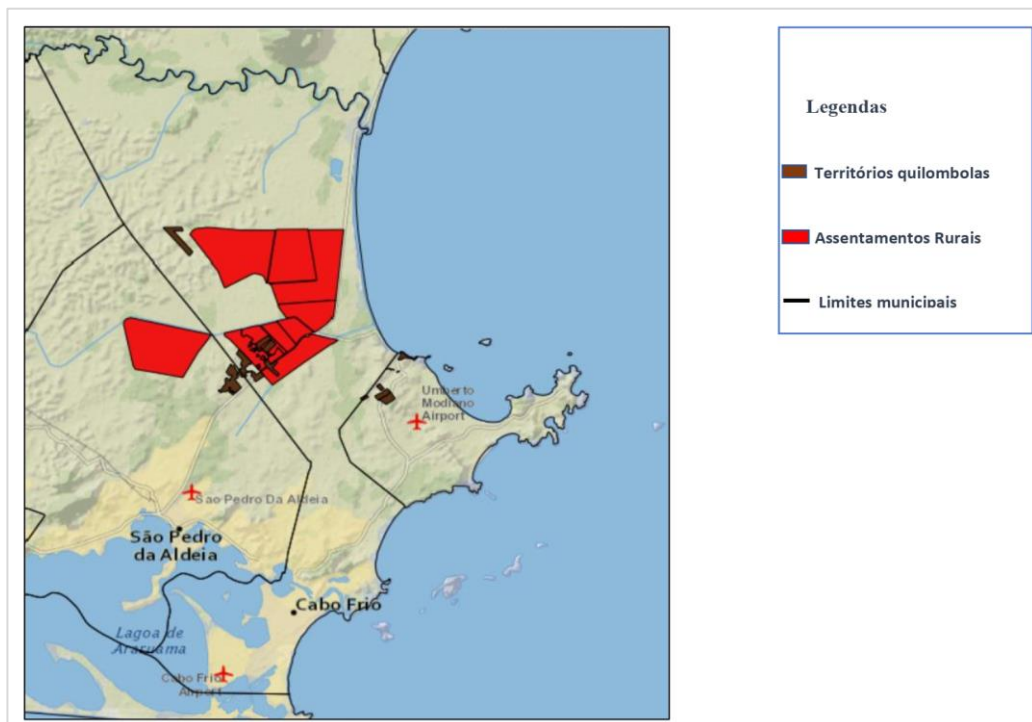 Umberto
Modiano
Airport
Sao Pedro Da Aldeia
São Pedro
da Aldeia
Cabo Frio
Lagoa de
Araruama
Cabo Frio
Airport
Legendas
Territórios quilombolas
Assentamentos Rurais
Limites municipais